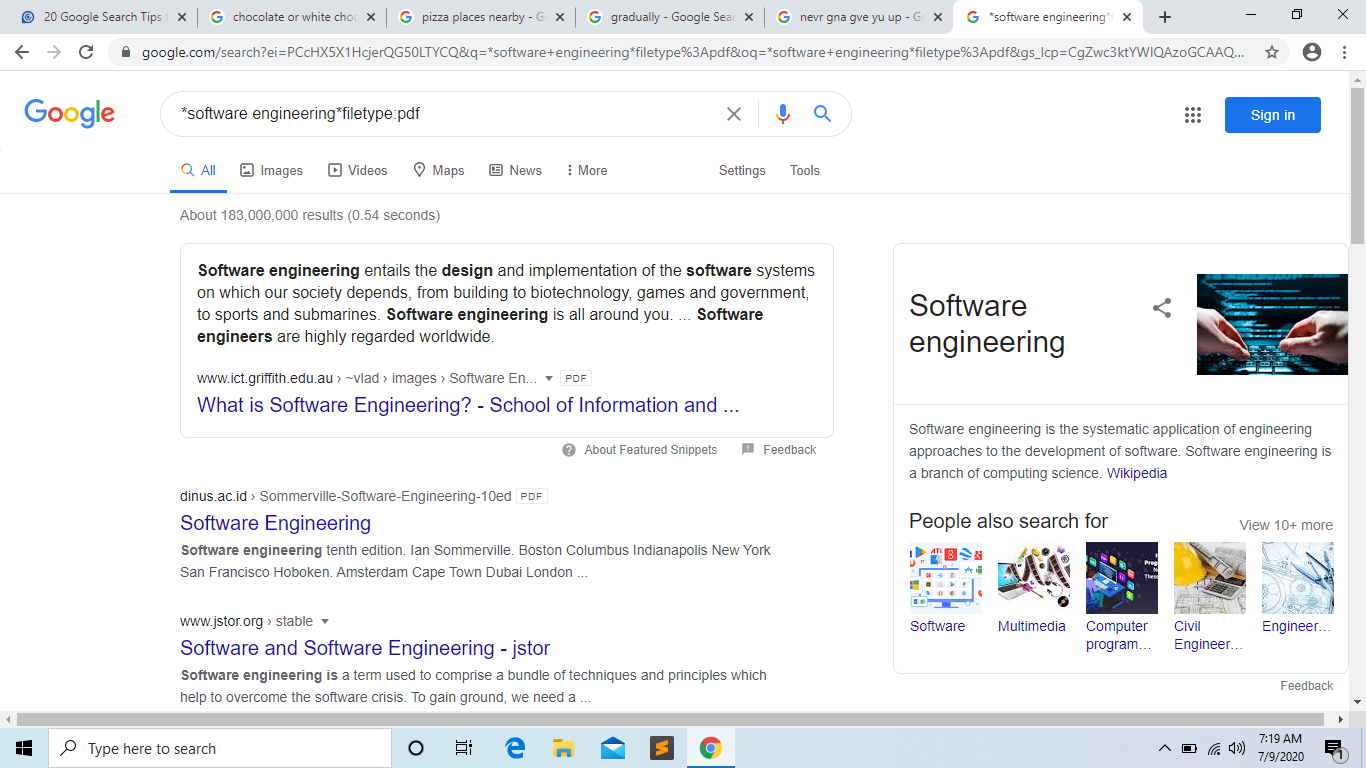 20 Google Search Tips t
chocolate or white choc
pizza places nearby - G
gradually - Google Sear
nevr gna gve yu up - Go
*software engineering*f
google.com/search?ei=PCcHX5X1HcjerQG50LTYCQ&q=*software+engineering*filetype%3Apdf&oq=*software+engineering*filetype%3Apdf&gs_lcp=CgZwc3ktYWIQAzoGCAAQ...
Google
*software engineering*filetype:pdf
Sign in
All
Images
Videos
Maps
News
More
Settings
Tools
About 183,000,000 results (0.54 seconds)
Software engineering entails the design and implementation of the software systems
on which our society depends, from building to biotechnology, games and government,
to sports and submarines. Software engineering is all around you. ... Software
engineers are highly regarded worldwide.
www.ict.griffith.edu.au › ~vlad › images › Software En... PDF
What is Software Engineering? - School of Information and ...
About Featured Snippets
Feedback
dinus.ac.id › Sommerville-Software-Engineering-10ed PDF
Software Engineering
Software engineering tenth edition. Ian Sommerville. Boston Columbus Indianapolis New York
San Francisco Hoboken. Amsterdam Cape Town Dubai London ...
www.jstor.org › stable
Software and Software Engineering - jstor
Software engineering is a term used to comprise a bundle of techniques and principles which
help to overcome the software crisis. To gain ground, we need a ...
Software
engineering
Software engineering is the systematic application of engineering
approaches to the development of software. Software engineering is
a branch of computing science. Wikipedia
People also search for
View 10+ more
Software
Multimedia
Computer
program...
Civil
Engineer...
Engineer...
Feedback
Type here to search
7:19 AM
7/9/2020
1